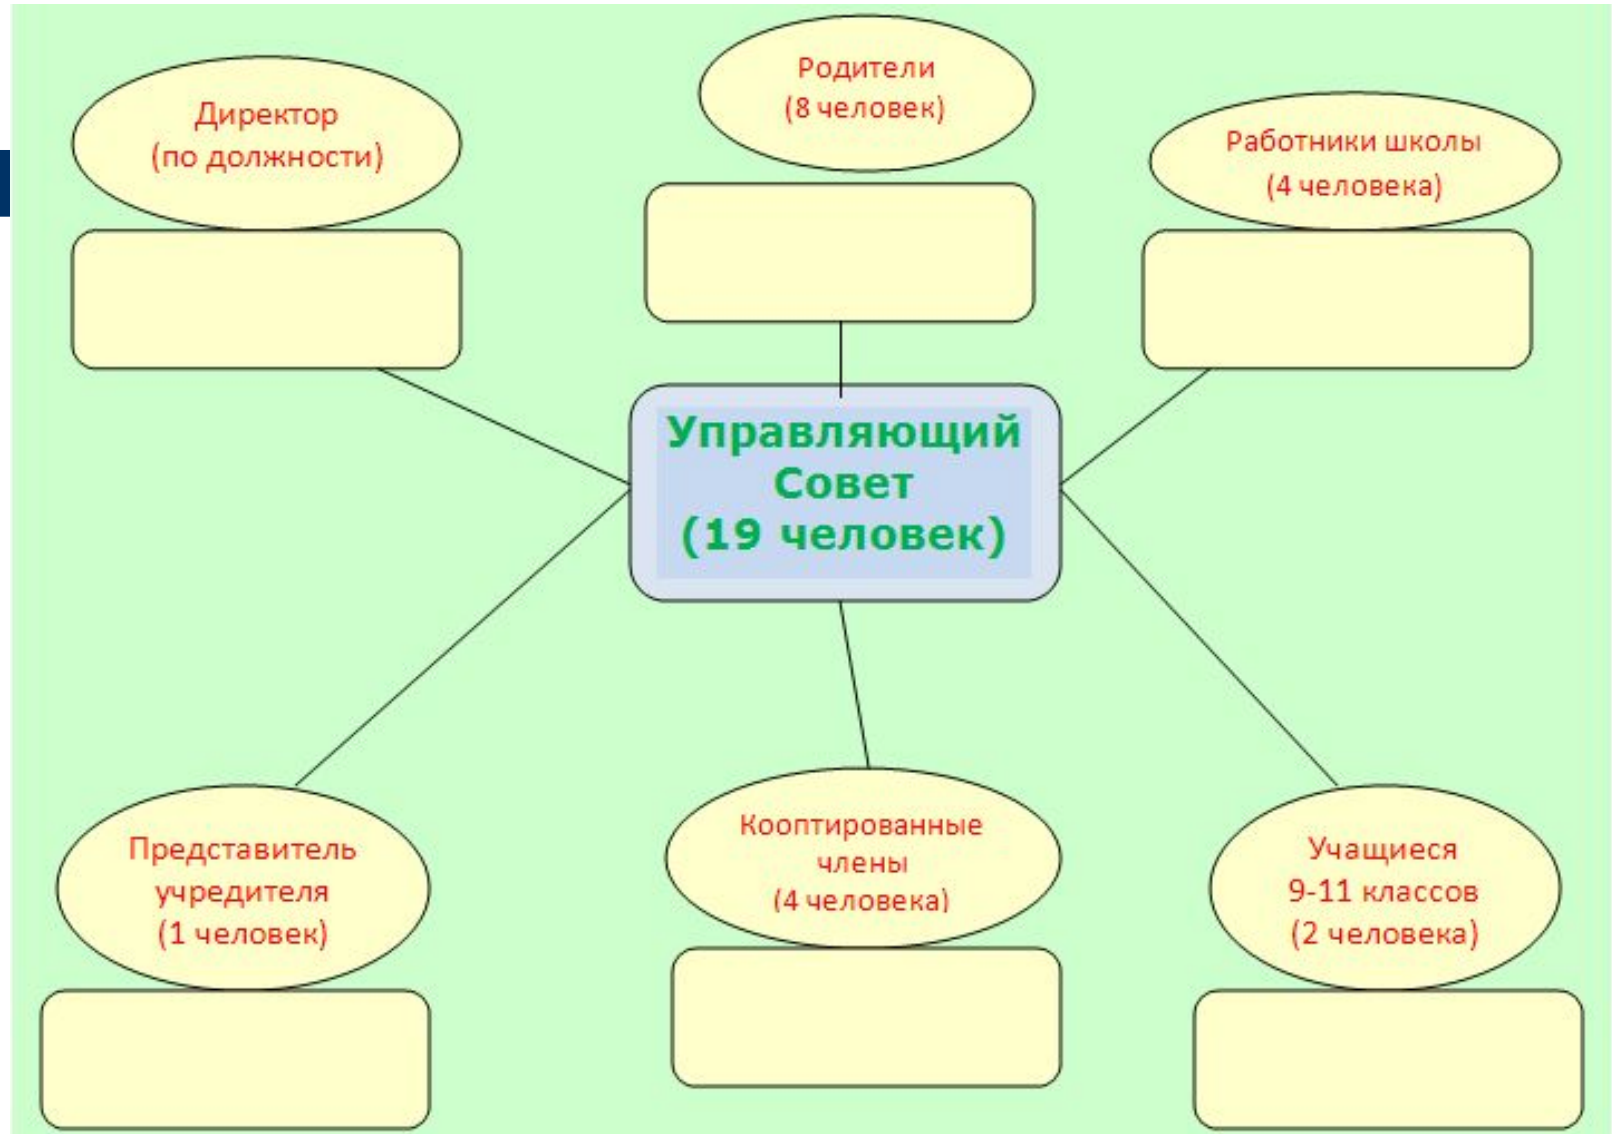 Директор
(по должности)
Родители
(8 человек)
Работники школы
(4 человека)
Управляющий
Совет
(19 человек)
Представитель
учредителя
(1 человек)
Кооптированные
члены
(4 человека)
Учащиеся
9-11 классов
(2 человека)